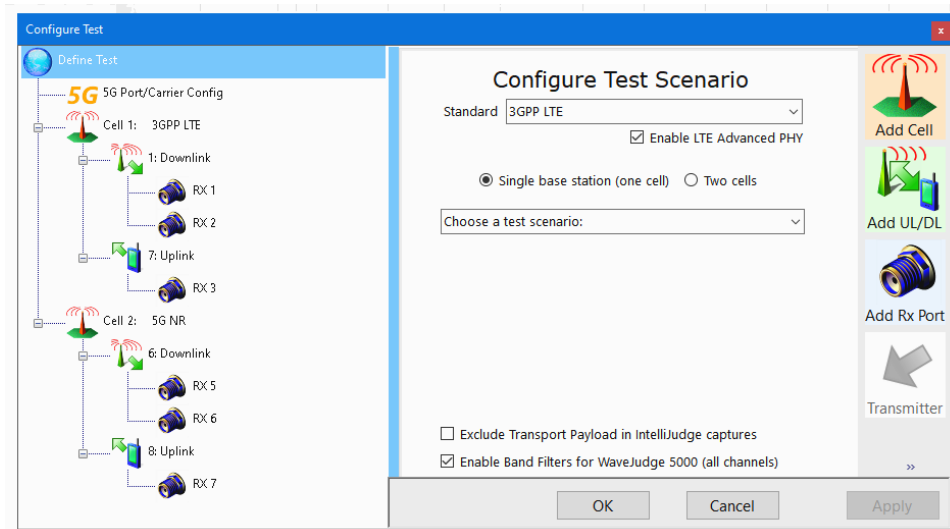 Configure Test
x
Define Test
5G 5G Port/Carrier Config
Cell 1: 3GPP LTE
1: Downlink
RX 1
RX 2
7: Uplink
RX 3
Cell 2: 5G NR
6: Downlink
RX 5
RX 6
8: Uplink
RX 7
Configure Test Scenario
Standard 3GPP LTE
Enable LTE Advanced PHY
Single base station (one cell) Two cells
Choose a test scenario:
Exclude Transport Payload in IntelliJudge captures
Enable Band Filters for WaveJudge 5000 (all channels)
Add Cell
Add UL/DL
Add Rx Port
Transmitter
»
OK Cancel Apply